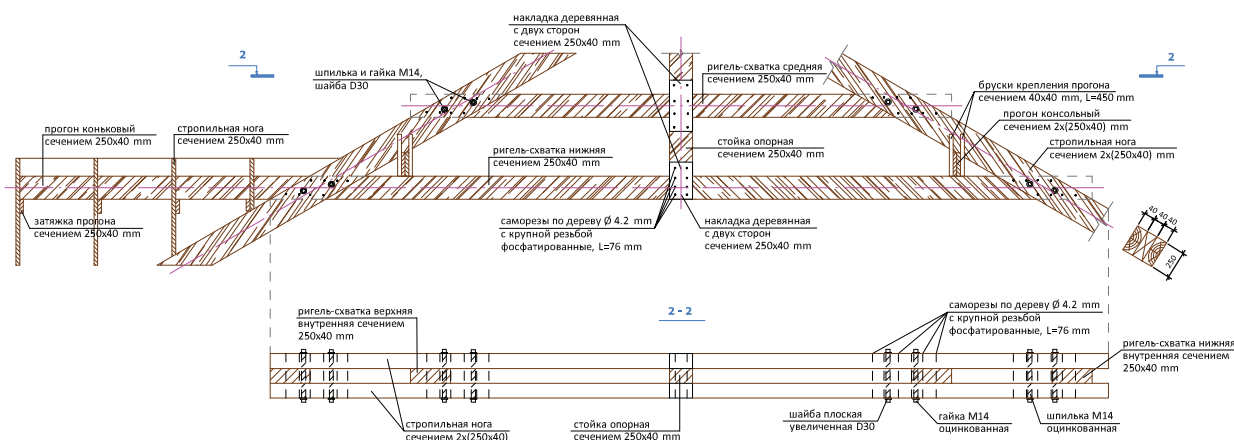 накладка деревянная
с двух сторон
сечением 250х40 mm
2
2
шпилька и гайка М14,
шайба D30
ригель-схватка средняя
сечением 250х40 mm
бруски крепления прогона
сечением 40х40 mm, L=450 mm
прогон консольный
сечением 2х(250х40) mm
прогон коньковый
сечением 250х40 mm
стропильная нога
сечением 250х40 mm
ригель-схватка нижняя
сечением 250х40 mm
стойка опорная
сечением 250х40 mm
стропильная нога
сечением 2х(250х40) mm
затяжка прогона
сечением 250х40 mm
саморезы по дереву Ø 4.2 mm
с крупной резьбой
фосфатированные, L=76 mm
накладка деревянная
с двух сторон
сечением 250х40 mm
40 40 40
250
ригель-схватка верхняя
внутренняя сечением
250х40 mm
2 - 2
саморезы по дереву Ø 4.2 mm
с крупной резьбой
фосфатированные, L=76 mm
ригель-схватка нижняя
внутренняя сечением
250х40 mm
стропильная нога
сечением 2х(250х40)
стойка опорная
сечением 250х40 mm
шайба плоская
увеличенная D30
гайка М14
оцинкованная
шпилька М14
оцинкованная